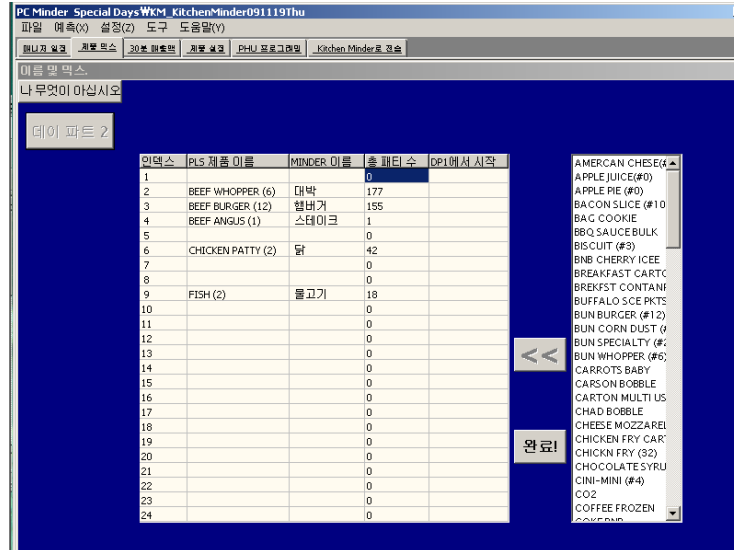 PC Minder Special Days₩KM_KitchenMinder091119Thu
파일 예측(X) 설정(Z) 도구 도움말(Y)
매니저 일정 제품 믹스 30분 매출액 제품 설정 PHU 프로그래밍 Kitchen Minder로 전송
이름 및 믹스.
나 무엇이 아십시오
데이 파트 2
인덱스 PLS 제품 이름 MINDER 이름 총 패티 수 DP1에서 시작
1 0
2 BEEF WHOPPER (6) 대박 177
3 BEEF BURGER (12) 햄버거 155
4 BEEF ANGUS (1) 스테이크 1
5 0
6 CHICKEN PATTY (2) 닭 42
7 0
8 0
9 FISH (2) 물고기 18
10 0
11 0
12 0
13 0
14 0
15 0
16 0
17 0
18 0
19 0
20 0
21 0
22 0
23 0
24 0
<<
완료!
AMERCAN CHESE(#
APPLE JUICE(#0)
APPLE PIE (#0)
BACON SLICE (#10
BAG COOKIE
BBQ SAUCE BULK
BISCUIT (#3)
BNB CHERRY ICEE
BREAKFAST CARTO
BREKFST CONTAN
BUFFALO SCE PKTS
BUN BURGER (#12)
BUN CORN DUST (#
BUN SPECIALTY (#2
BUN WHOPPER (#6)
CARROTS BABY
CARSON BOBBLE
CARTON MULTI US
CHAD BOBBLE
CHEESE MOZZAREL
CHICKEN FRY CAR
CHICKN FRY (32)
CHOCOLATE SYRU
CINI-MINI (#4)
CO2
COFFEE FROZEN